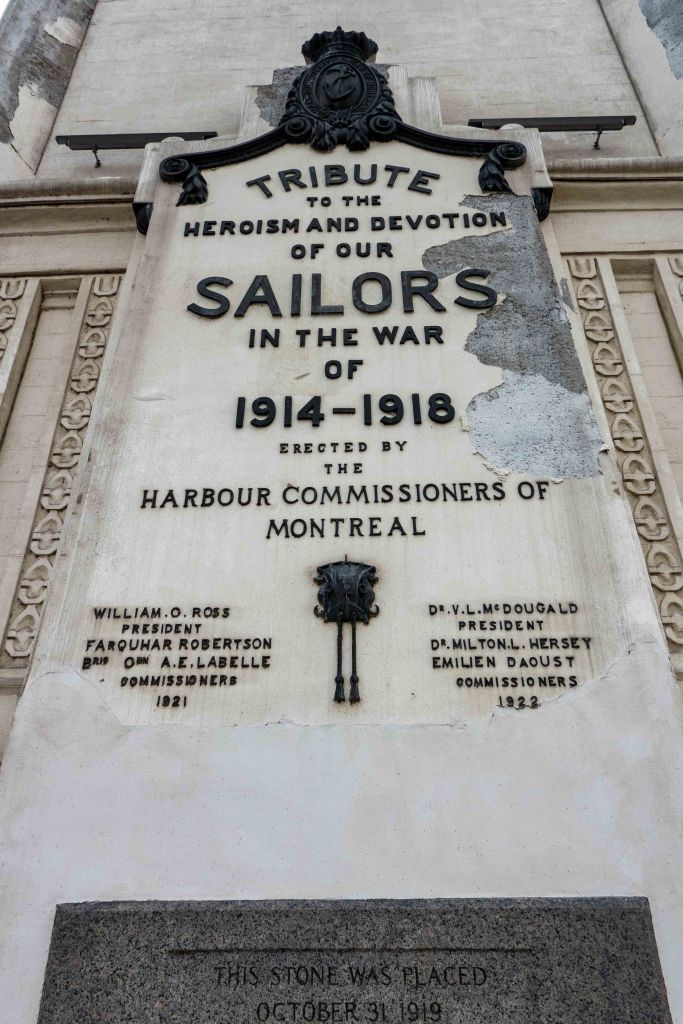 TRIBUTE
TO THE
HEROISM AND DEVOTION
OF OUR
SAILORS
IN THE WAR
OF
1914-1918
ERECTED BY
THE
HARBOUR COMMISSIONERS OF
MONTREAL
WILLIAM.G. ROSS
PRESIDENT
FARQUHAR ROBERTSON
A.E. LABELLE
COMMISSIONERS
1921
DR. V.L. McDOUGALD
PRESIDENT
DR. MILTON.L. HERSEY
EMILIEN DAOUST
COMMISSIONERS
1922
THIS STONE WAS PLACED
OCTOBER 31 1919